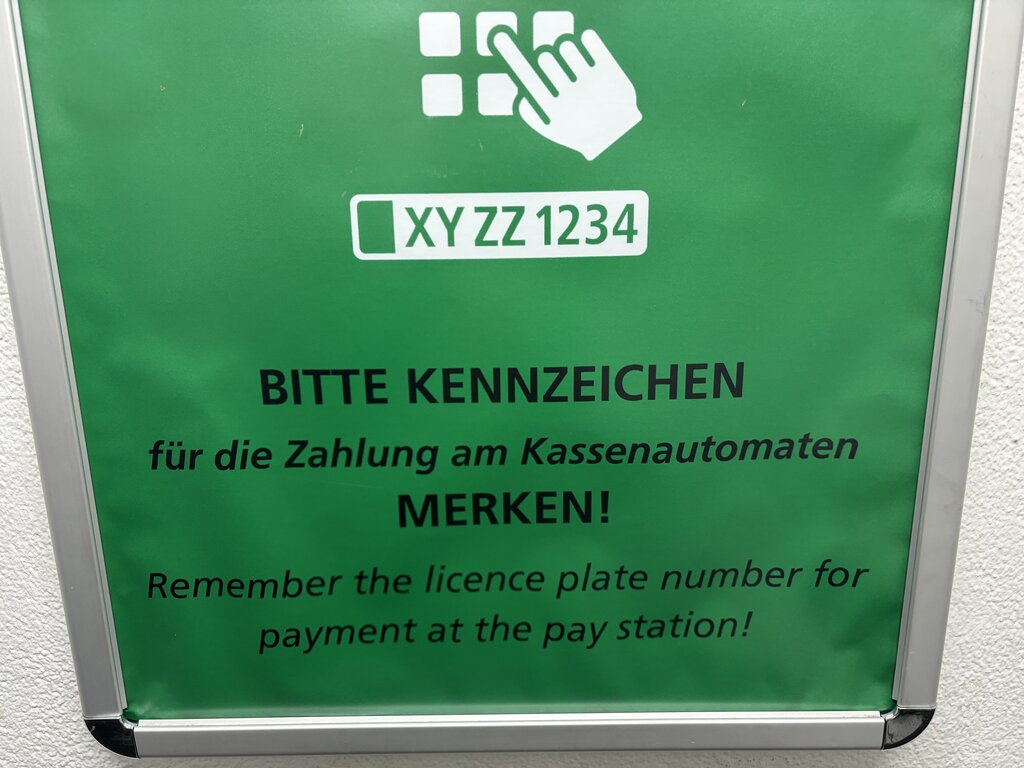 XY ZZ 1234
BITTE KENNZEICHEN
für die Zahlung am Kassenautomaten
MERKEN!
Remember the licence plate number for
payment at the pay station!